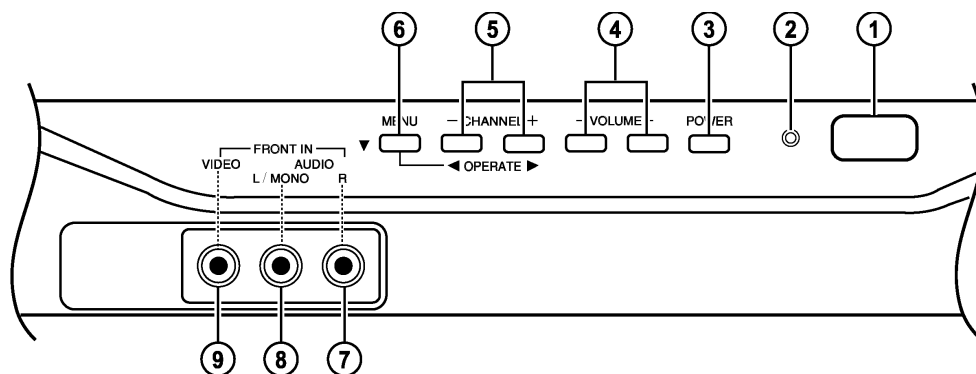 6 5 4 3 2 1
MENU − CHANNEL + − VOLUME - POWER
▼ ◀ OPERATE ▶
FRONT IN
VIDEO AUDIO
L / MONO R
9 8 7